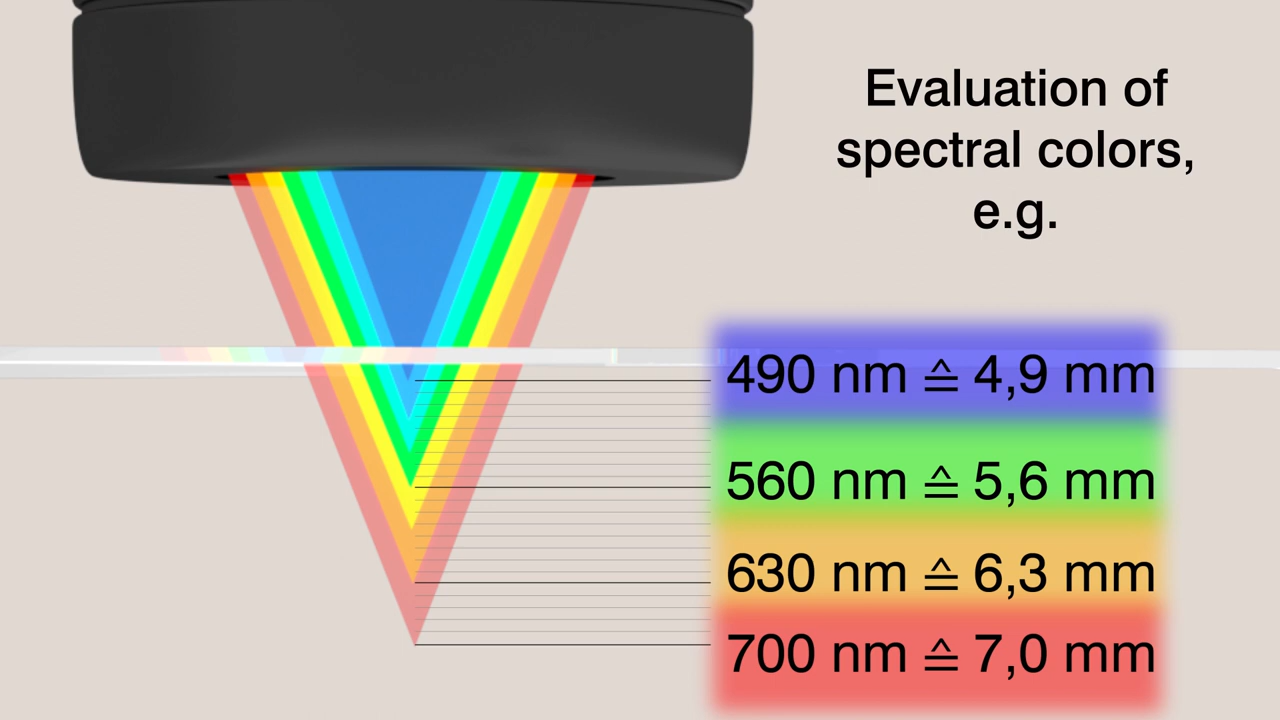 Evaluation of
spectral colors,
e.g.
490 nm ≙ 4,9 mm
560 nm ≙ 5,6 mm
630 nm ≙ 6,3 mm
700 nm ≙ 7,0 mm